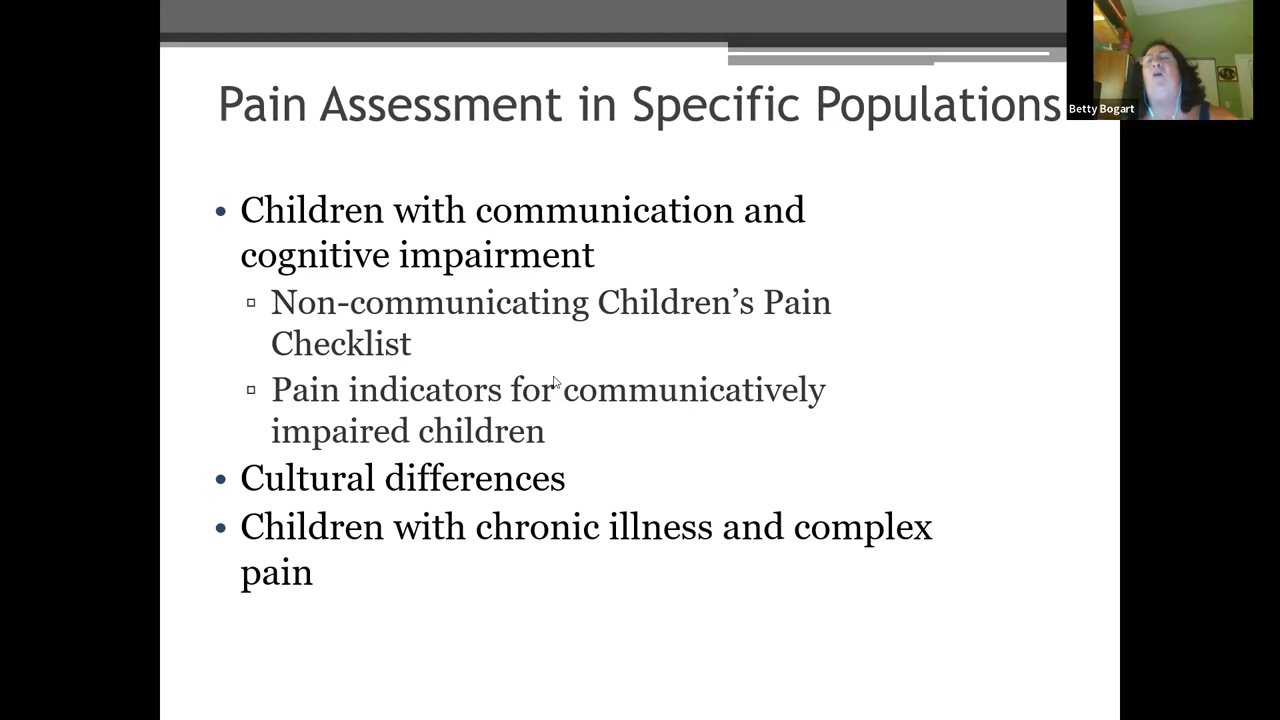 Pain Assessment in Specific Populations
Betty Bogart
• Children with communication and
cognitive impairment
▫ Non-communicating Children’s Pain
Checklist
▫ Pain indicators for communicatively
impaired children
• Cultural differences
• Children with chronic illness and complex
pain